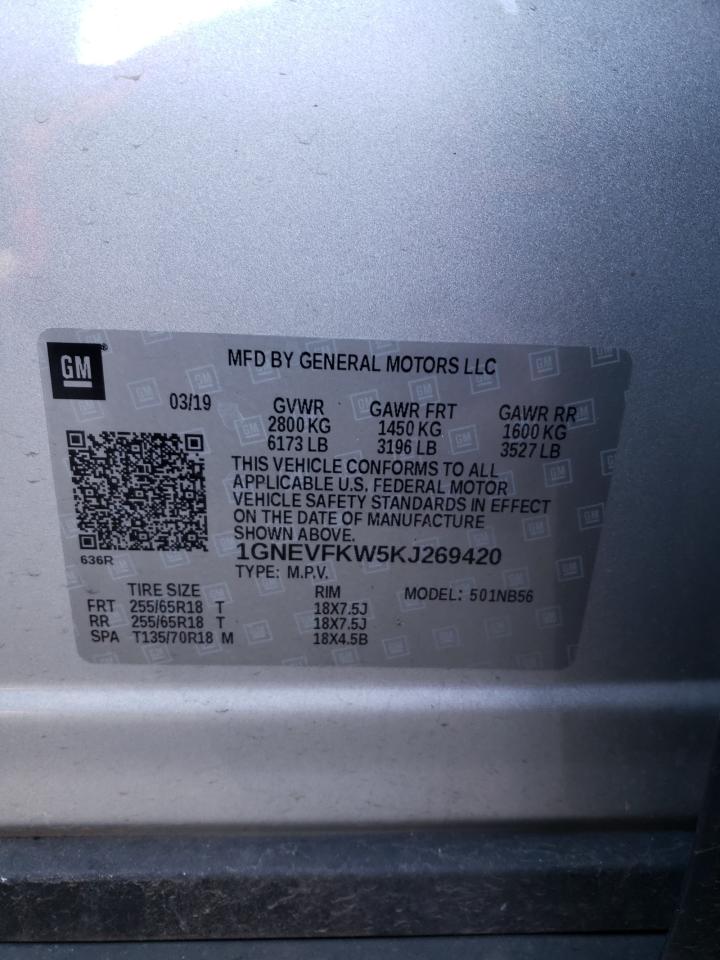 GM
MFD BY GENERAL MOTORS LLC
03/19 GVWR GAWR FRT GAWR RR
2800 KG 1450 KG 1600 KG
6173 LB 3196 LB 3527 LB
THIS VEHICLE CONFORMS TO ALL
APPLICABLE U.S. FEDERAL MOTOR
VEHICLE SAFETY STANDARDS IN EFFECT
ON THE DATE OF MANUFACTURE
SHOWN ABOVE.
636R
1GNEVFKW5KJ269420
TYPE: M.P.V.
TIRE SIZE RIM MODEL: 501NB56
FRT 255/65R18 T 18X7.5J
RR 255/65R18 T 18X7.5J
SPA T135/70R18 M 18X4.5B